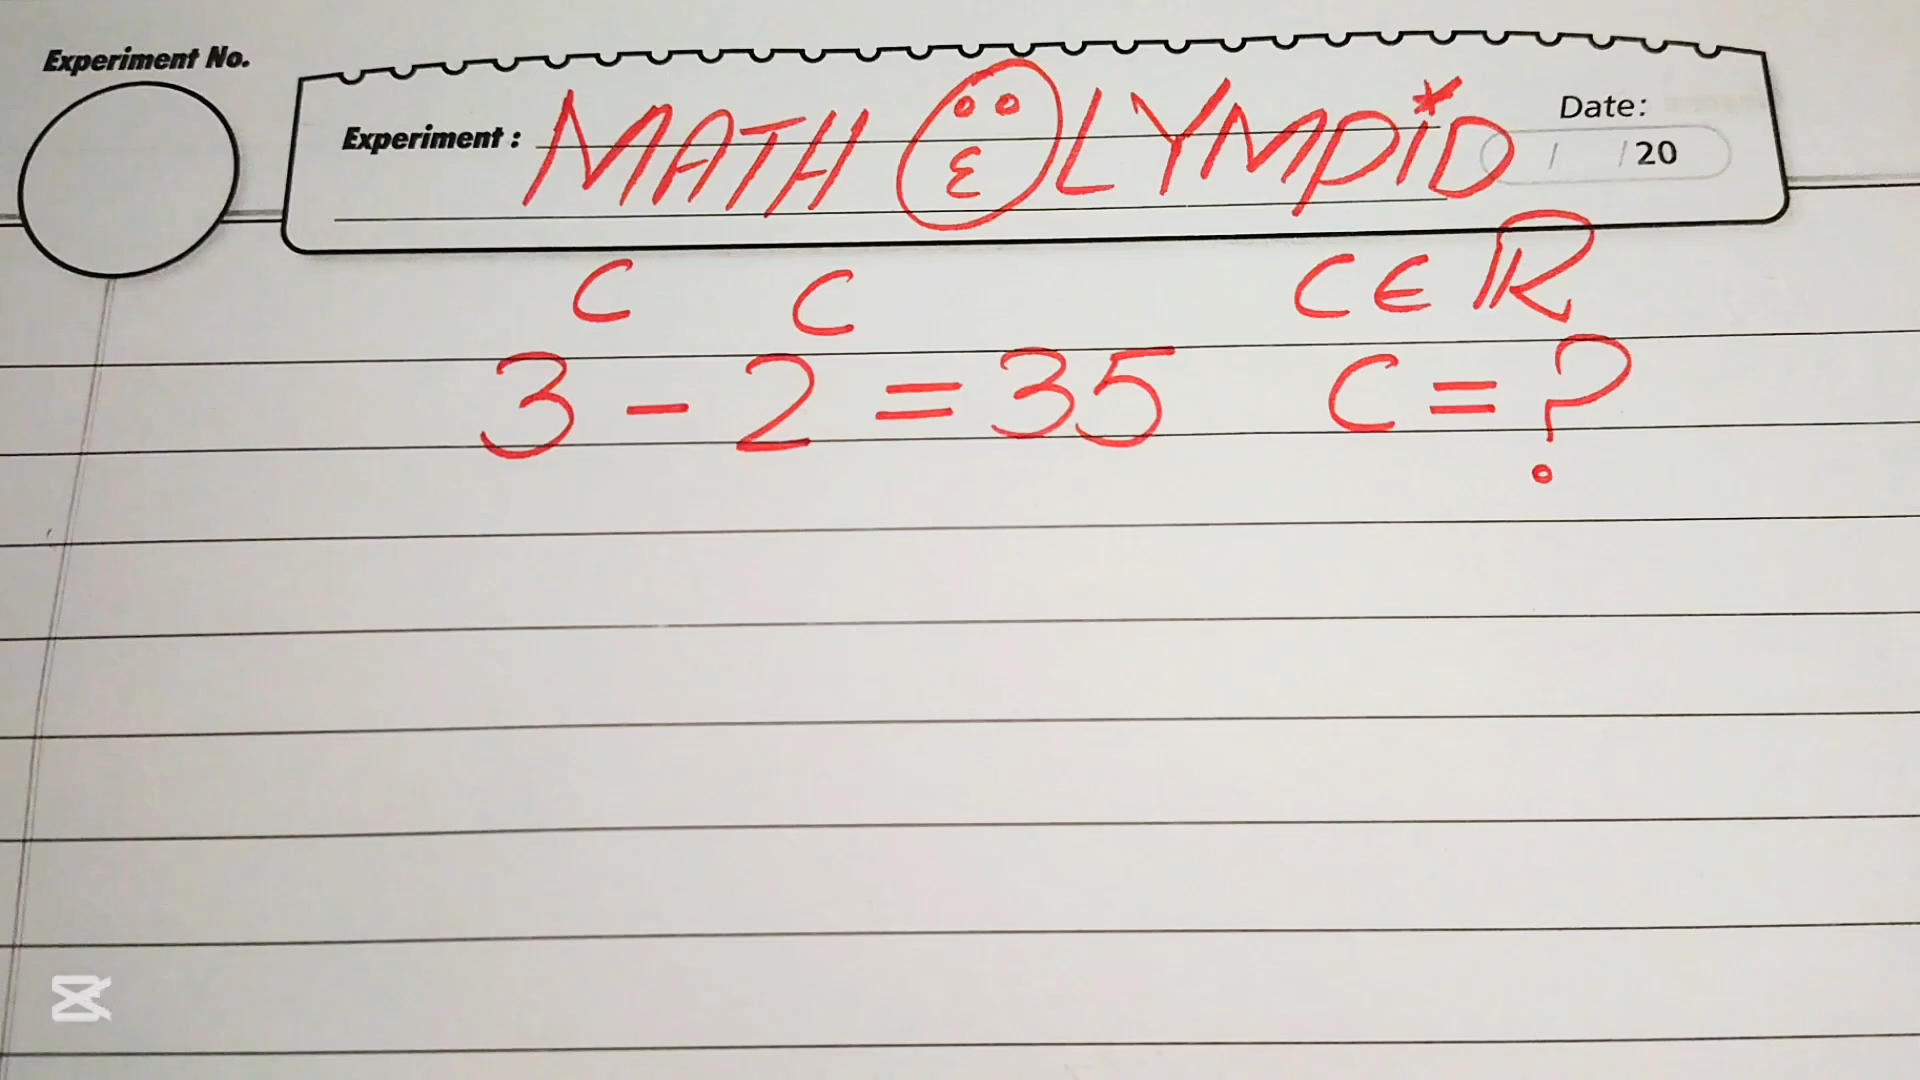 Experiment No.
Experiment : MATH OLYMPiD
Date:
/ /20
3^c - 2^c = 35
c ∈ ℝ
c = ?